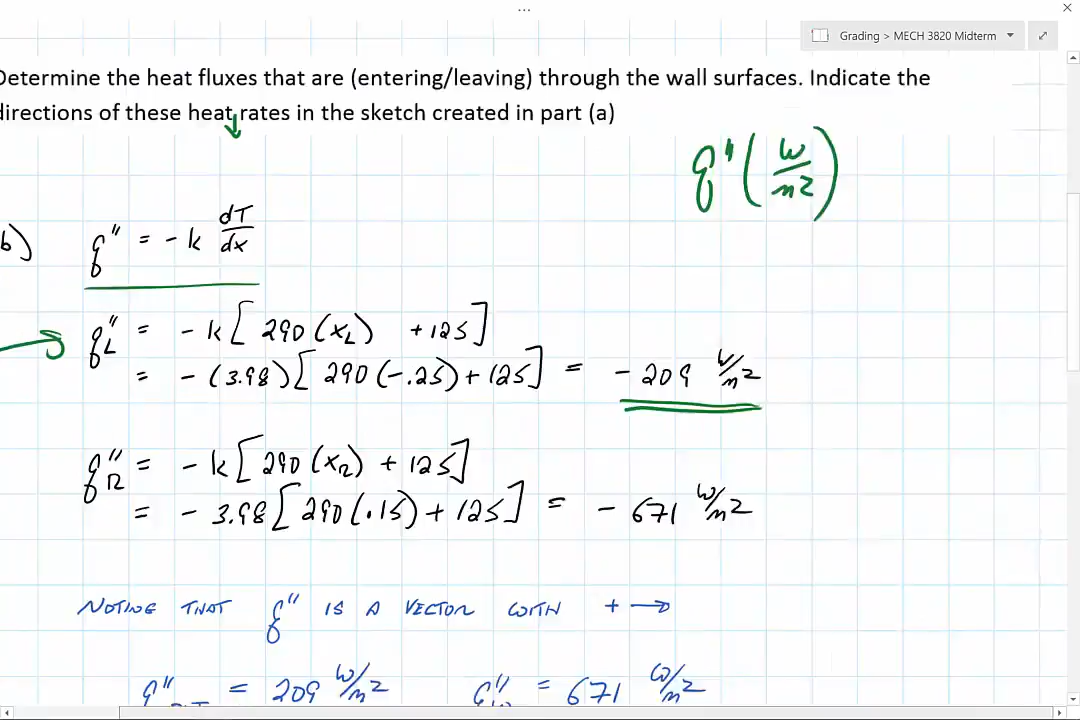 ...
Grading > MECH 3820 Midterm
Determine the heat fluxes that are (entering/leaving) through the wall surfaces. Indicate the
directions of these heat rates in the sketch created in part (a)
q" (W/m²)
b) q" = -k dT/dx
q"L = -k[290(xL) +125]
= -(3.98)[290(-.25)+125] = -209 W/m²
q"R = -k[290(xR) + 125]
= -3.98[290(.15)+125] = -671 W/m²
NOTING THAT q" IS A VECTOR WITH + →
q" = 209 W/m² q" = 671 W/m²